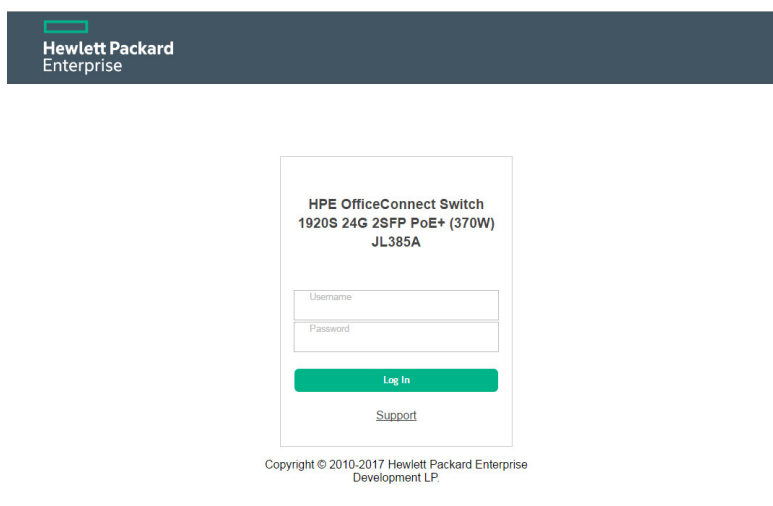 Hewlett Packard
Enterprise
HPE OfficeConnect Switch
1920S 24G 2SFP PoE+ (370W)
JL385A
Username
Password
Log In
Support
Copyright © 2010-2017 Hewlett Packard Enterprise
Development LP.